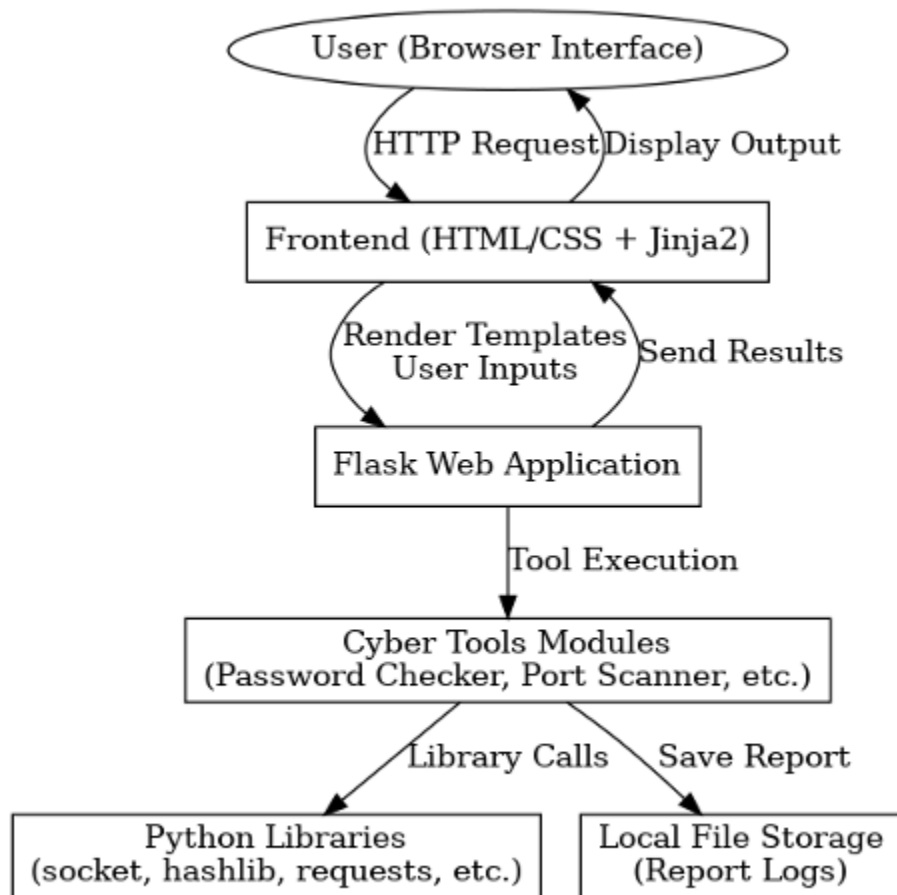 User (Browser Interface)
HTTP Request
Display Output
Frontend (HTML/CSS + Jinja2)
Render Templates
User Inputs
Send Results
Flask Web Application
Tool Execution
Cyber Tools Modules
(Password Checker, Port Scanner, etc.)
Library Calls
Save Report
Python Libraries
(socket, hashlib, requests, etc.)
Local File Storage
(Report Logs)